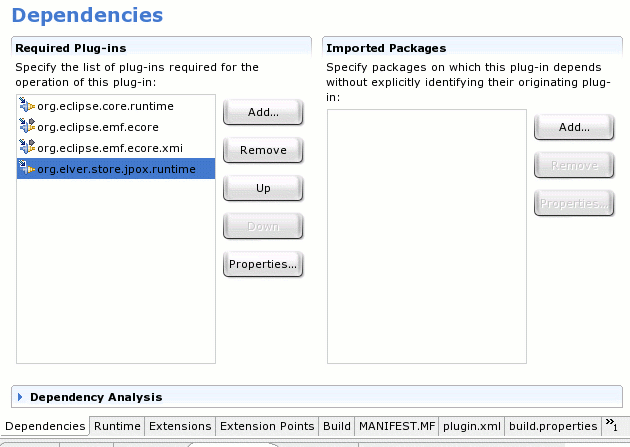 Dependencies
Required Plug-ins
Specify the list of plug-ins required for the
operation of this plug-in:
org.eclipse.core.runtime
org.eclipse.emf.ecore
org.eclipse.emf.ecore.xmi
org.elver.store.jpox.runtime
Add...
Remove
Up
Down
Properties...
Imported Packages
Specify packages on which this plug-in depends
without explicitly identifying their originating plug-
in:
Add...
Remove
Properties...
Dependency Analysis
Dependencies Runtime Extensions Extension Points Build MANIFEST.MF plugin.xml build.properties »1